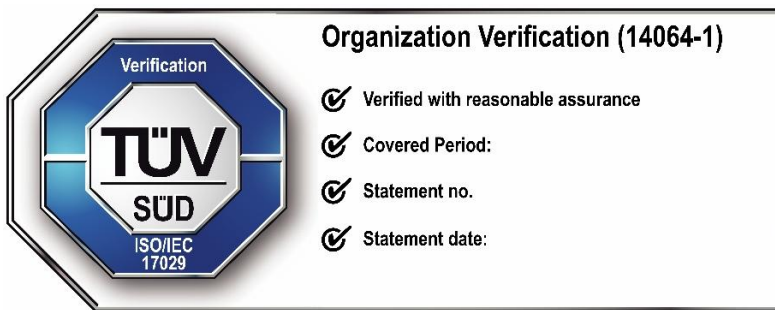 Verification
TÜV
SÜD
ISO/IEC
17029
Organization Verification (14064-1)
Verified with reasonable assurance
Covered Period:
Statement no.
Statement date: